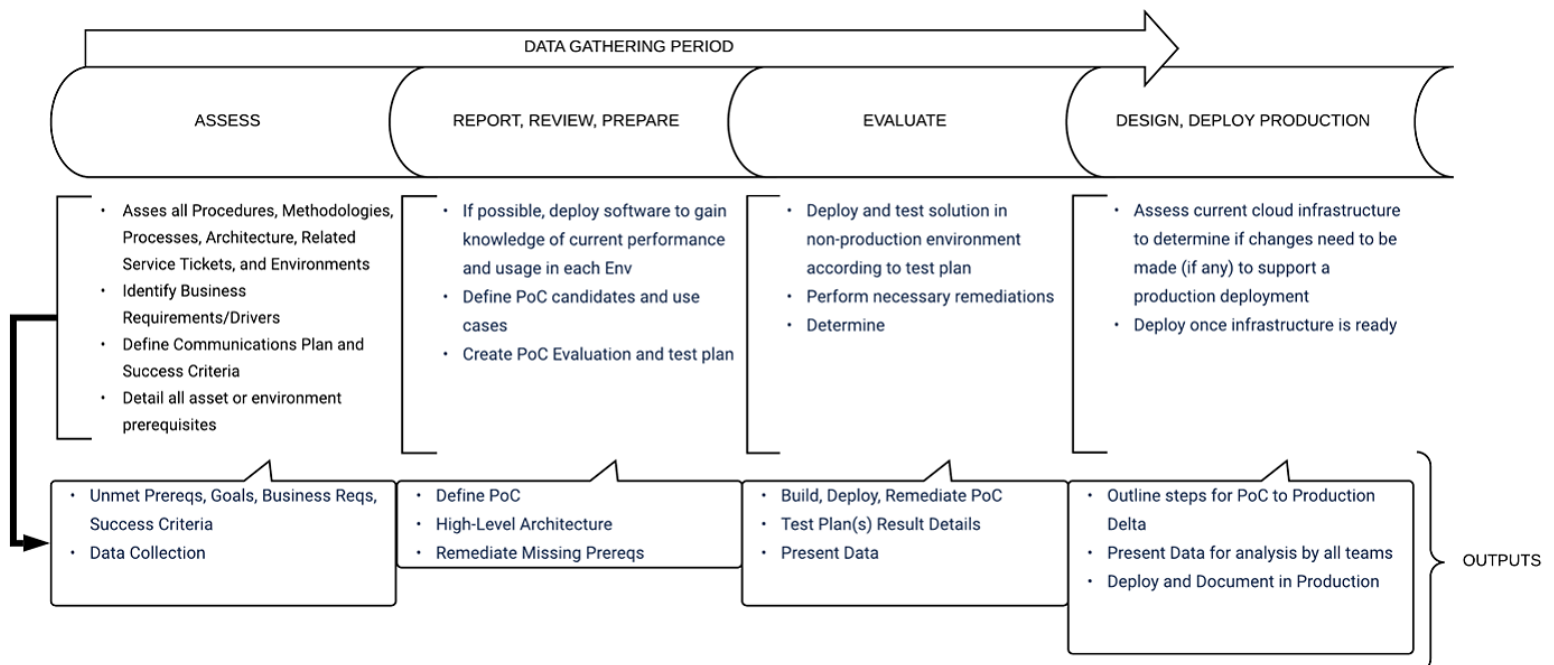 DATA GATHERING PERIOD
ASSESS
REPORT, REVIEW, PREPARE
EVALUATE
DESIGN, DEPLOY PRODUCTION
• Asses all Procedures, Methodologies,
Processes, Architecture, Related
Service Tickets, and Environments
• Identify Business
Requirements/Drivers
• Define Communications Plan and
Success Criteria
• Detail all asset or environment
prerequisites
• If possible, deploy software to gain
knowledge of current performance
and usage in each Env
• Define PoC candidates and use
cases
• Create PoC Evaluation and test plan
• Deploy and test solution in
non-production environment
according to test plan
• Perform necessary remediations
• Determine
• Assess current cloud infrastructure
to determine if changes need to be
made (if any) to support a
production deployment
• Deploy once infrastructure is ready
• Unmet Prereqs, Goals, Business Reqs,
Success Criteria
• Data Collection
• Define PoC
• High-Level Architecture
• Remediate Missing Prereqs
• Build, Deploy, Remediate PoC
• Test Plan(s) Result Details
• Present Data
• Outline steps for PoC to Production
Delta
• Present Data for analysis by all teams
• Deploy and Document in Production
OUTPUTS